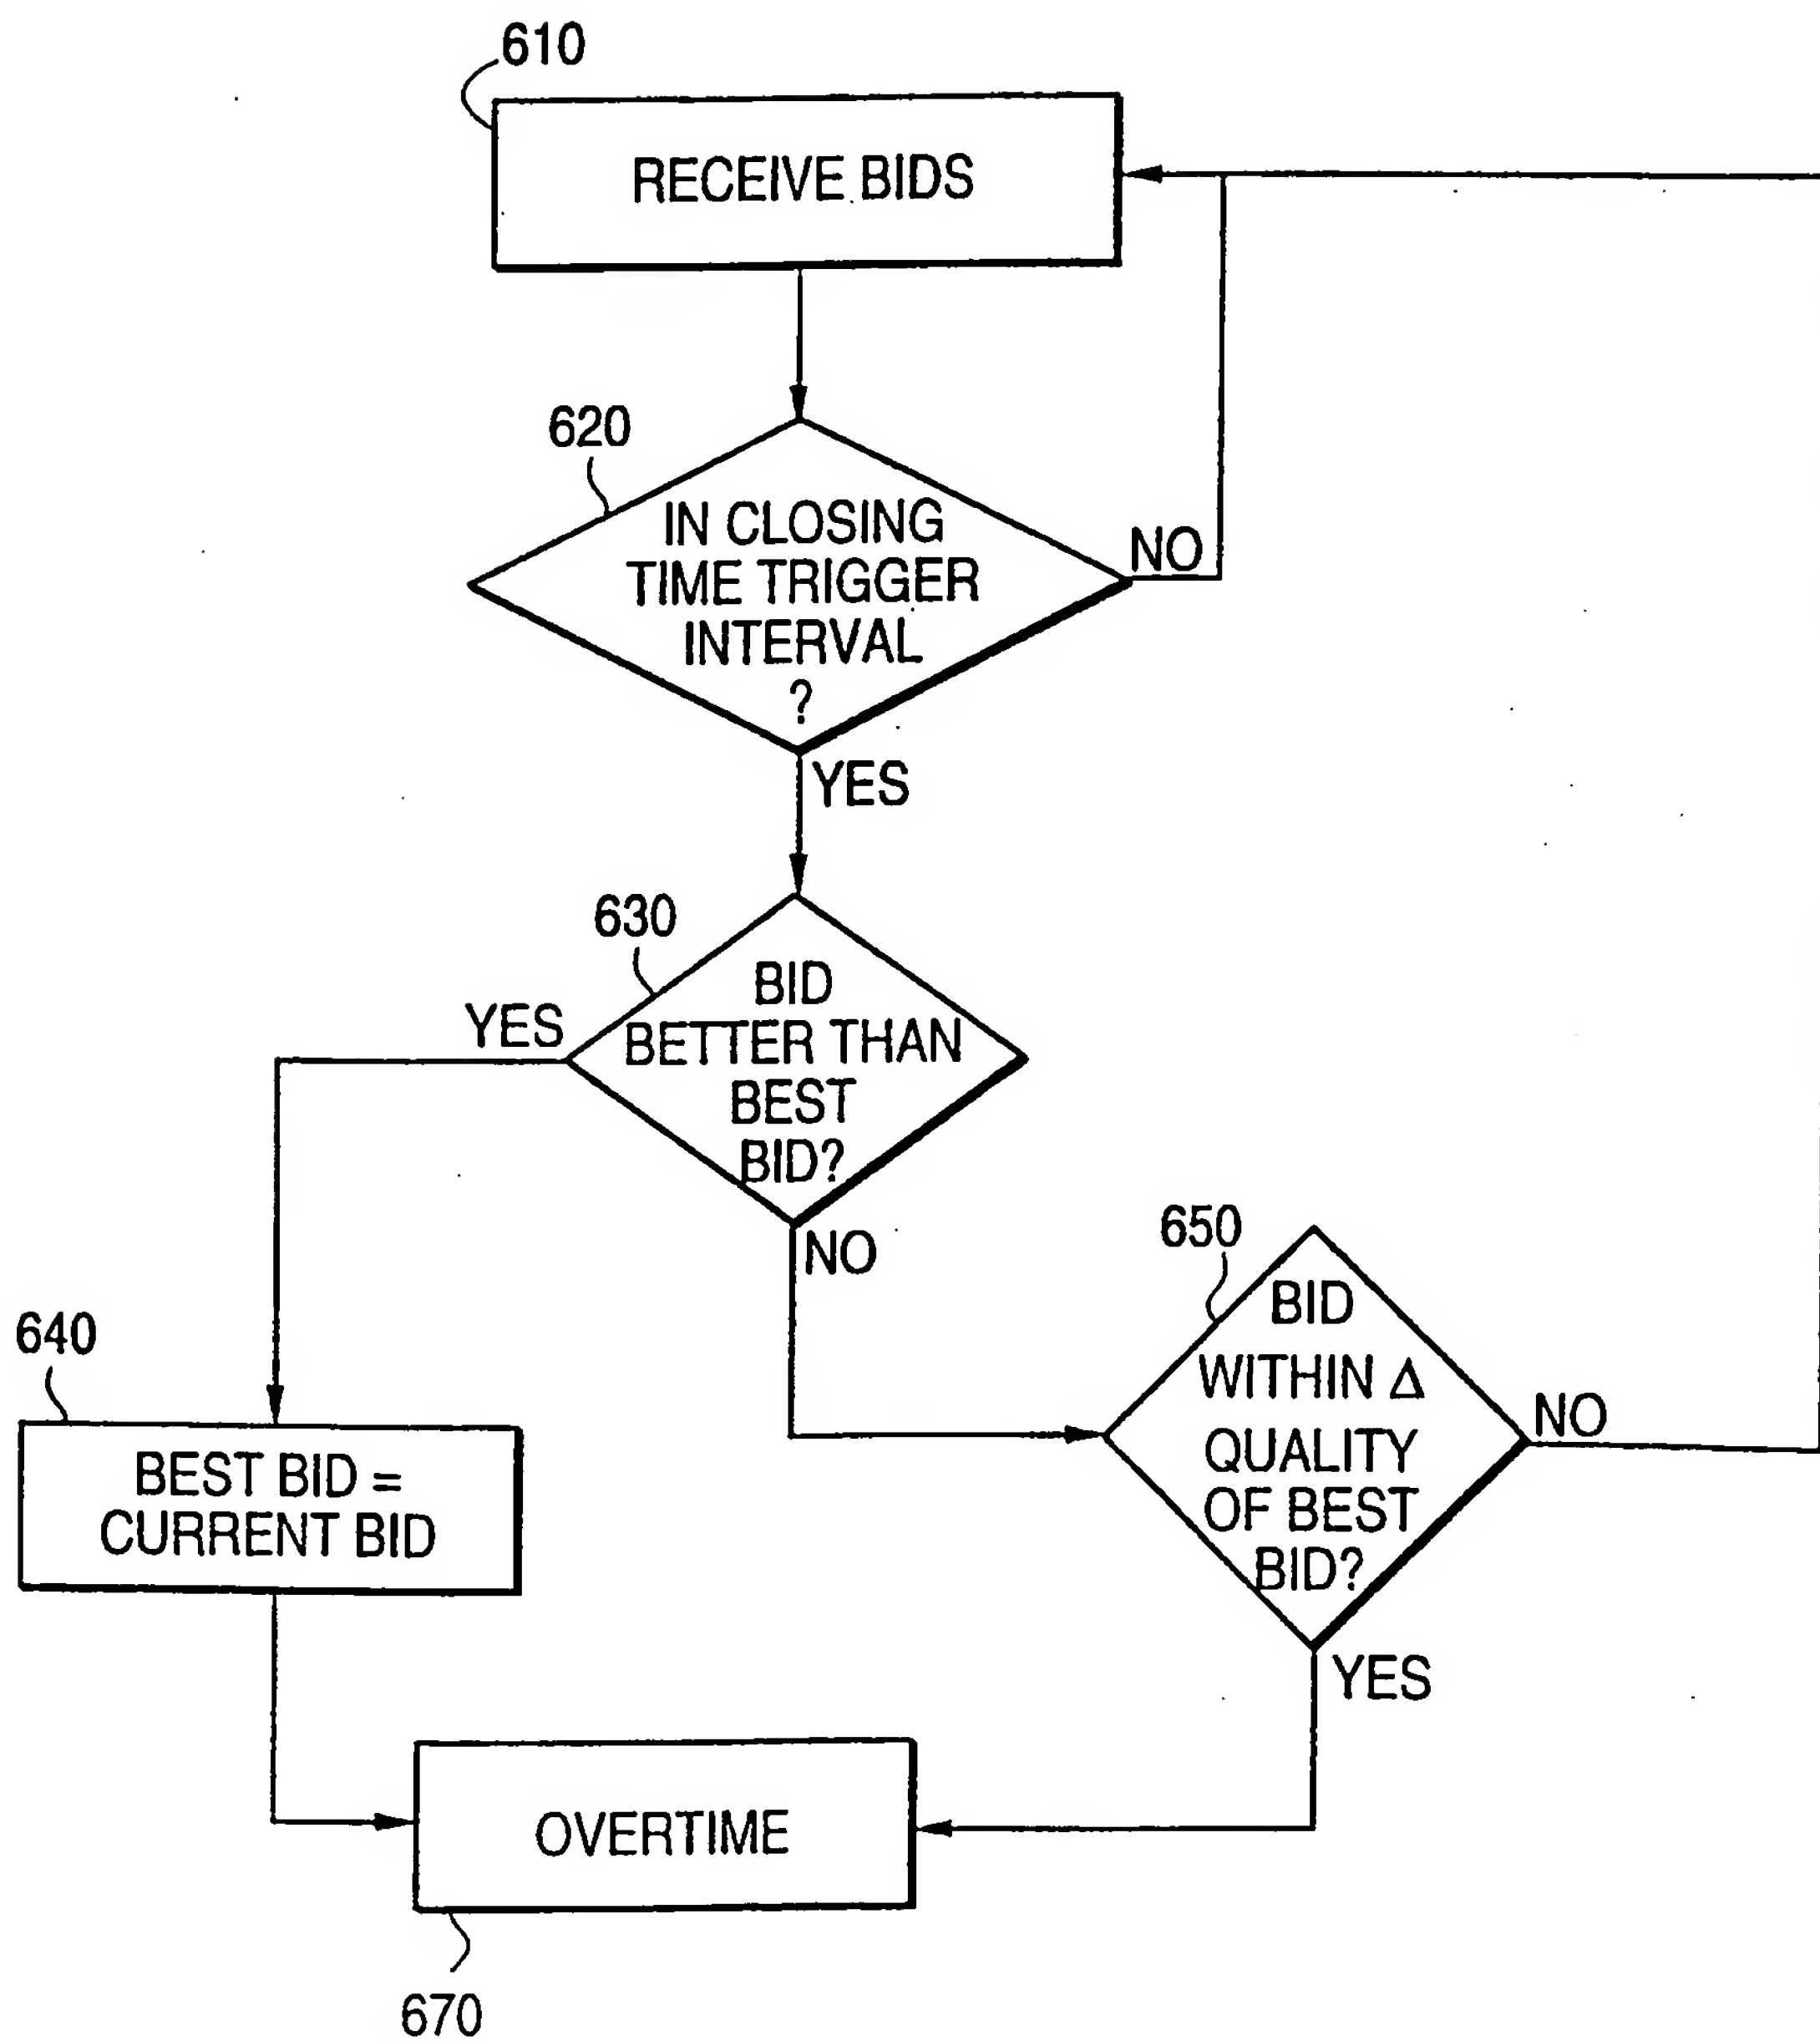 610
RECEIVE BIDS
620
IN CLOSING
TIME TRIGGER
INTERVAL
?
NO
YES
630
BID
BETTER THAN
BEST
BID?
YES
NO
650
BID
WITHIN Δ
QUALITY
OF BEST
BID?
NO
YES
640
BEST BID =
CURRENT BID
OVERTIME
670